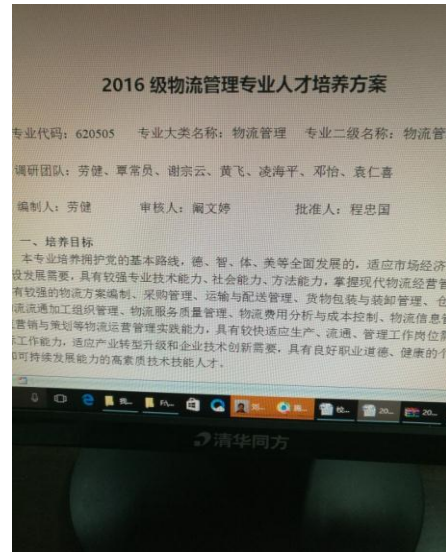 2016 级物流管理专业人才培养方案
专业代码：620505 专业大类名称：物流管理 专业二级名称：物流管
调研团队：劳健、覃常员、谢宗云、黄飞、凌海平、邓怡、袁仁喜
编制人：劳健 审核人：阚文婷 批准人：程忠国
一、培养目标
本专业培养拥护党的基本路线，德、智、体、美等全面发展的，适应市场经济
设发展需要，具有较强专业技术能力、社会能力、方法能力，掌握现代物流经营管
有较强的物流方案编制、采购管理、运输与配送管理、货物包装与装卸管理、仓
流流通加工组织管理、物流服务质量管理、物流费用分析与成本控制、物流信息管
营销与策划等物流运营管理实践能力，具有较快适应生产、流通、管理工作岗位
工作能力，适应产业转型升级和企业技术创新需要，具有良好职业道德、健康的个
可持续发展能力的高素质技术技能人才。
我...
F:\...
腾...
校...
20...
20...
清华同方